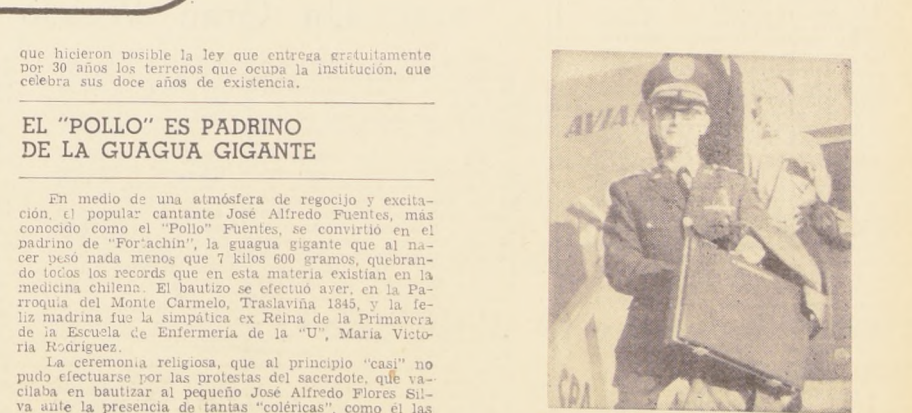 que hicieron posible la ley que entrega gratuitamente
por 30 años los terrenos que ocupa la institución, que
celebra sus doce años de existencia.
EL "POLLO" ES PADRINO
DE LA GUAGUA GIGANTE
En medio de una atmósfera de regocijo y excita-
ción, el popular cantante José Alfredo Fuentes, más
conocido como el "Pollo" Fuentes, se convirtió en el
padrino de "Fortachín", la guagua gigante que al na-
cer pesó nada menos que 7 kilos 600 gramos, quebran-
do todos los records que en esta materia existían en la
medicina chilena. El bautizo se efectuó ayer, en la Pa-
rroquia del Monte Carmelo, Traslaviña 1845, y la fe-
liz madrina fue la simpática ex Reina de la Primavera
de la Escuela de Enfermería de la "U", María Victo-
ria Rodríguez.
La ceremonia religiosa, que al principio "casi" no
pudo efectuarse por las protestas del sacerdote, que va-
cilaba en bautizar al pequeño José Alfredo Flores Sil-
va ante la presencia de tantas "coléricas", como él las
AVIAN